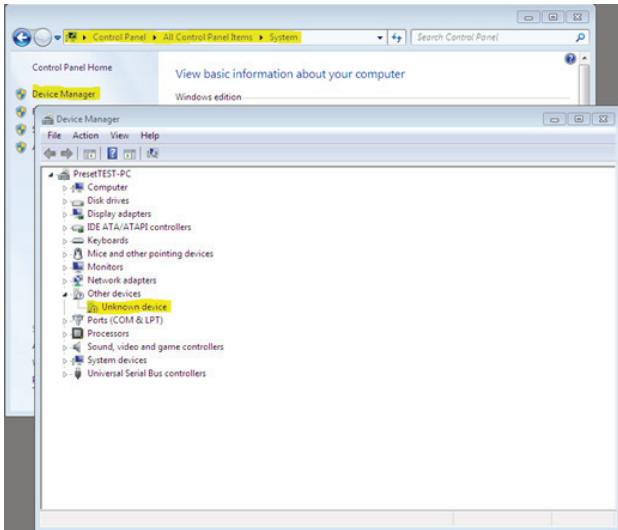 Control Panel ▸ All Control Panel Items ▸ System
Search Control Panel
Control Panel Home
View basic information about your computer
Device Manager
Windows edition
Device Manager
File Action View Help
PresetTEST-PC
Computer
Disk drives
Display adapters
IDE ATA/ATAPI controllers
Keyboards
Mice and other pointing devices
Monitors
Network adapters
Other devices
Unknown device
Ports (COM & LPT)
Processors
Sound, video and game controllers
System devices
Universal Serial Bus controllers